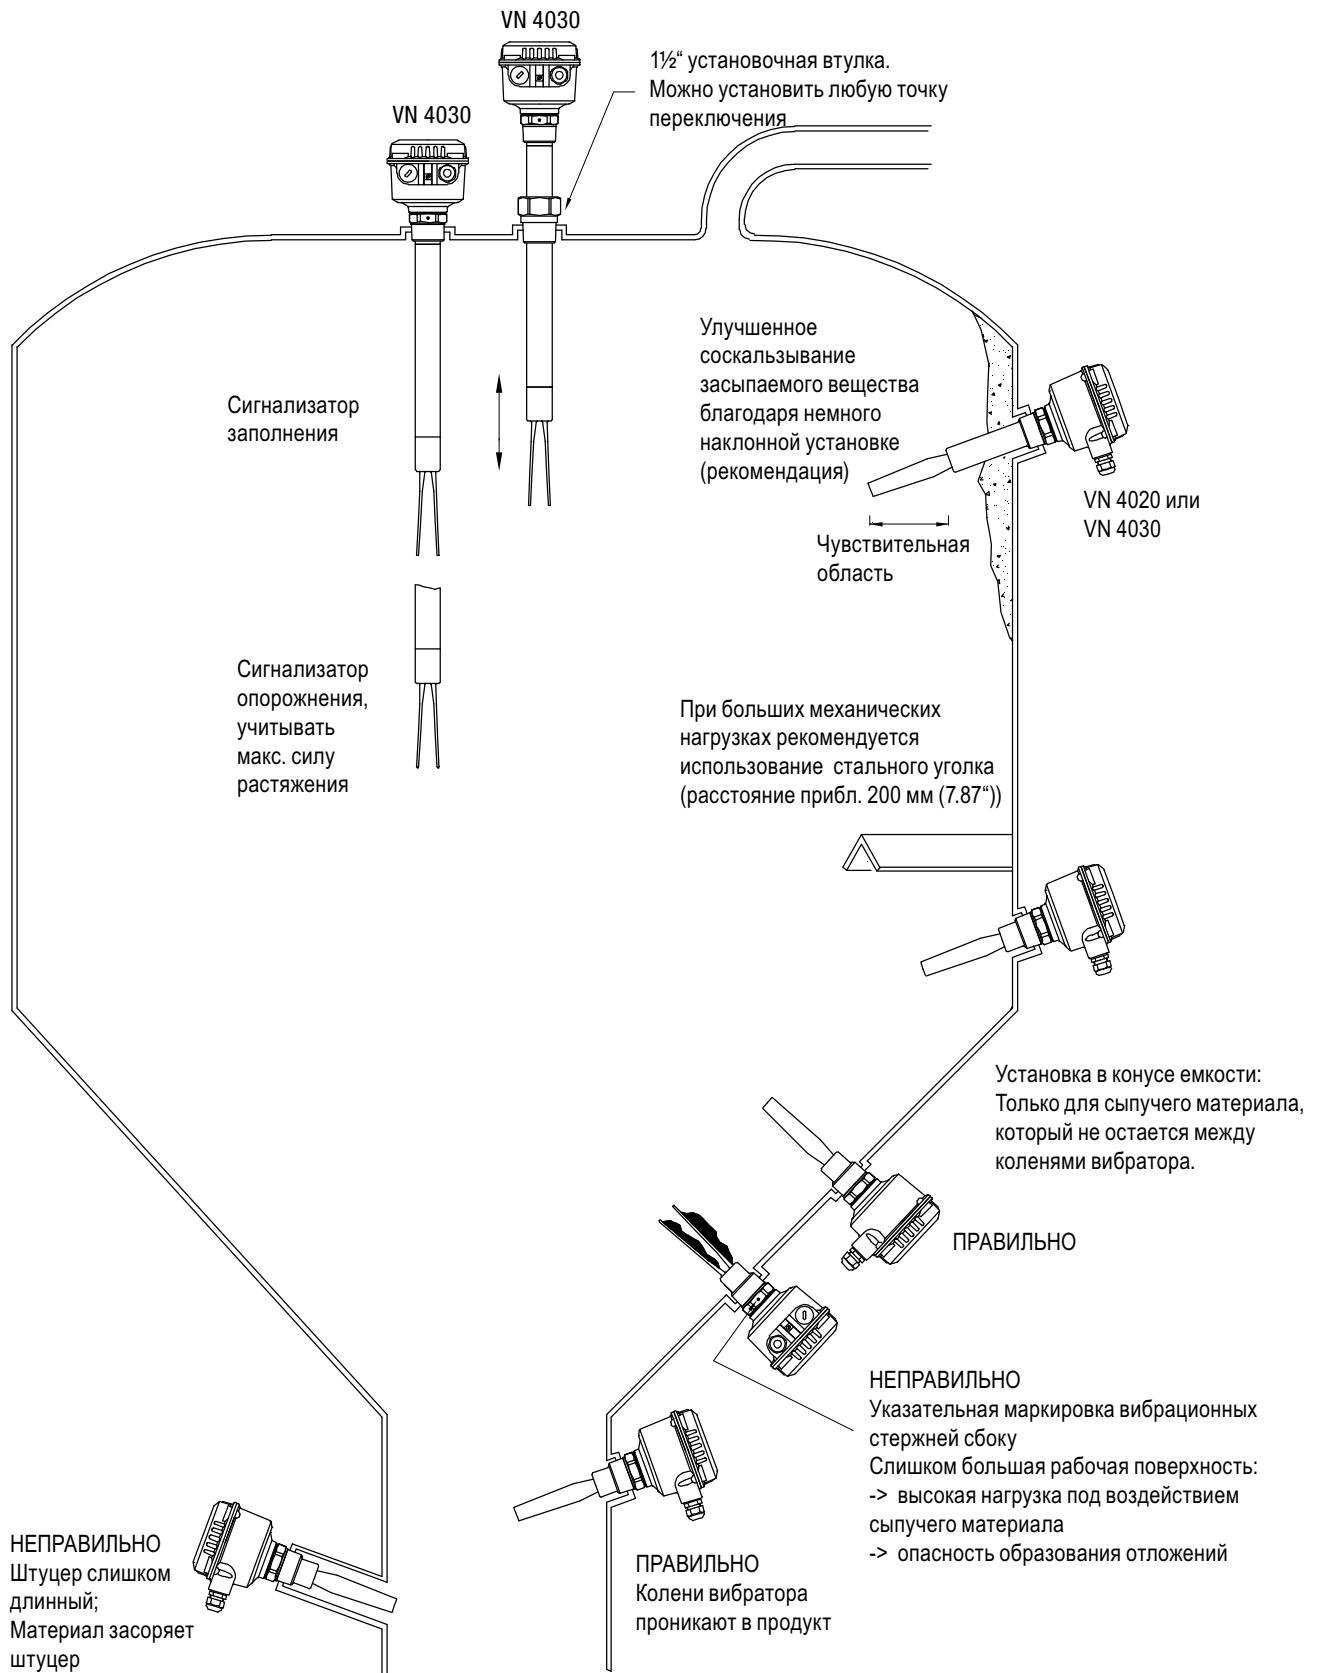 VN 4030
1½“ установочная втулка.
Можно установить любую точку
переключения
VN 4030
Улучшенное
соскальзывание
засыпаемого вещества
благодаря немного
наклонной установке
(рекомендация)
Сигнализатор
заполнения
VN 4020 или
VN 4030
Чувствительная
область
Сигнализатор
опорожнения,
учитывать
макс. силу
растяжения
При больших механических
нагрузках рекомендуется
использование стального уголка
(расстояние прибл. 200 мм (7.87“))
Установка в конусе емкости:
Только для сыпучего материала,
который не остается между
коленями вибратора.
ПРАВИЛЬНО
НЕПРАВИЛЬНО
Указательная маркировка вибрационных
стержней сбоку
Слишком большая рабочая поверхность:
-> высокая нагрузка под воздействием
сыпучего материала
-> опасность образования отложений
НЕПРАВИЛЬНО
Штуцер слишком
длинный;
Материал засоряет
штуцер
ПРАВИЛЬНО
Колени вибратора
проникают в продукт